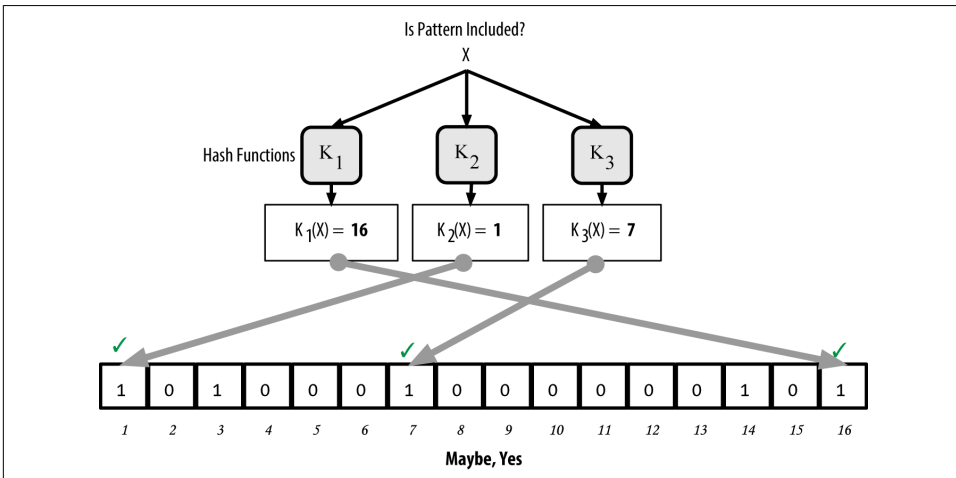 Is Pattern Included?
X
Hash Functions K1 K2 K3
K1(X) = 16 K2(X) = 1 K3(X) = 7
✓ ✓ ✓
1 0 1 0 0 0 1 0 0 0 0 0 0 1 0 1
1 2 3 4 5 6 7 8 9 10 11 12 13 14 15 16
Maybe, Yes